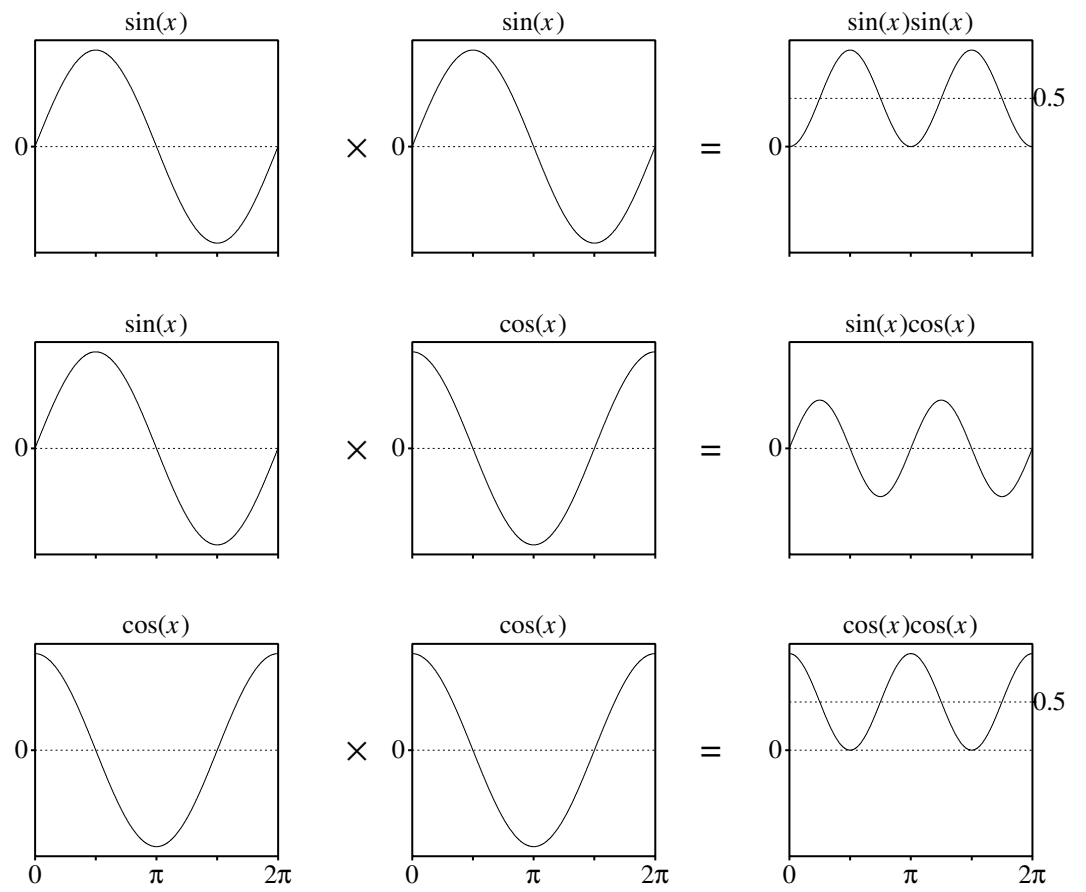 sin(x) sin(x) sin(x)sin(x)
0 × 0 = 0 0.5
sin(x) cos(x) sin(x)cos(x)
0 × 0 = 0
cos(x) cos(x) cos(x)cos(x)
0 × 0 = 0 0.5
0 π 2π 0 π 2π 0 π 2π